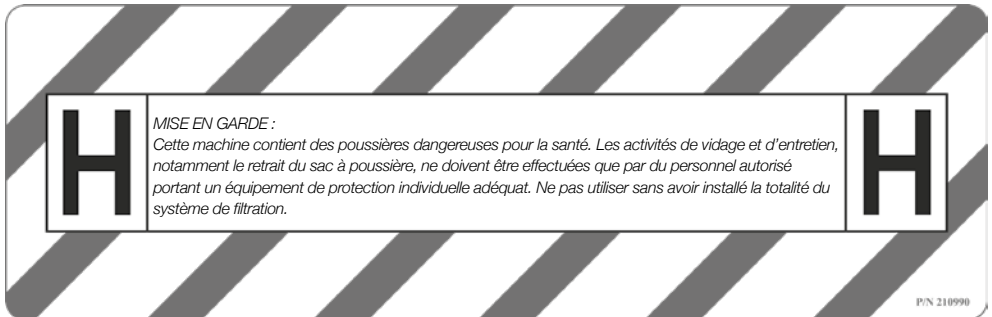 H
MISE EN GARDE :
Cette machine contient des poussières dangereuses pour la santé. Les activités de vidage et d'entretien,
notamment le retrait du sac à poussière, ne doivent être effectuées que par du personnel autorisé
portant un équipement de protection individuelle adéquat. Ne pas utiliser sans avoir installé la totalité du
système de filtration.
H
P/N 210990